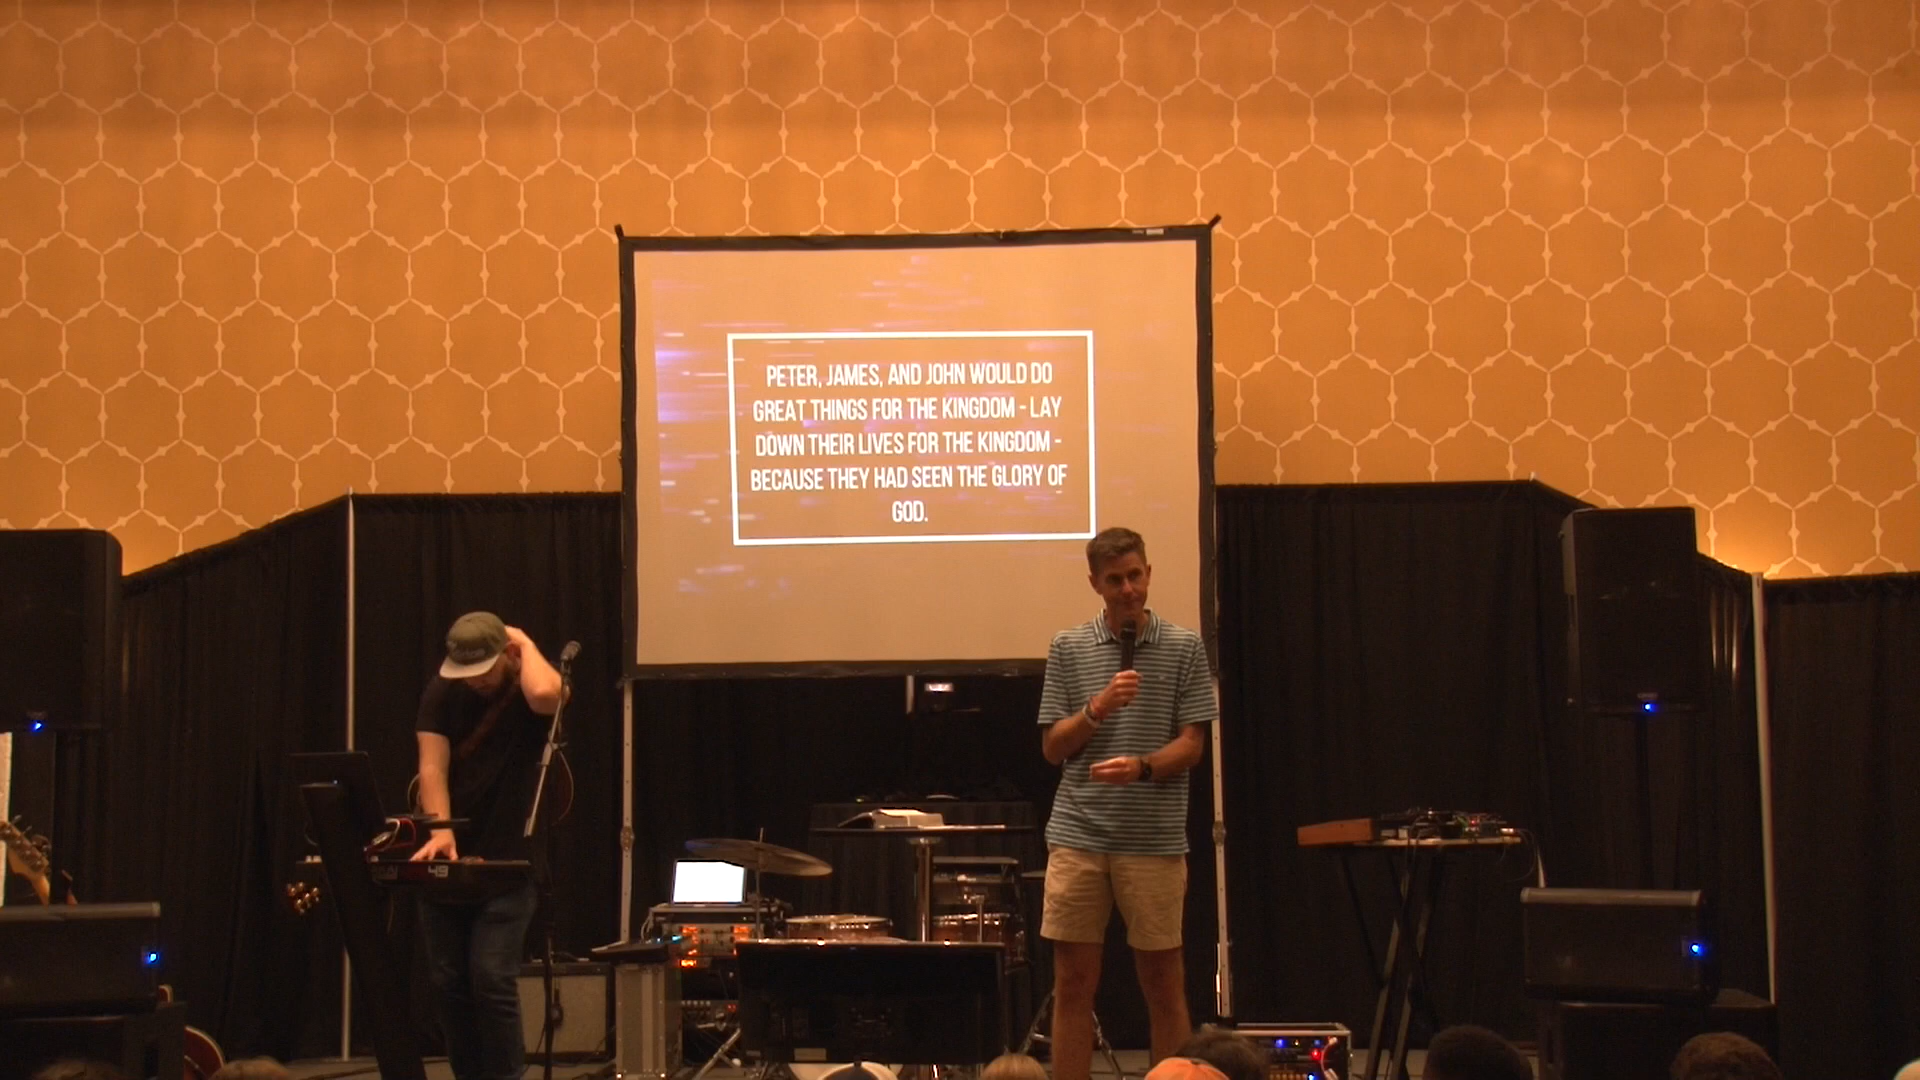 PETER, JAMES, AND JOHN WOULD DO
GREAT THINGS FOR THE KINGDOM - LAY
DOWN THEIR LIVES FOR THE KINGDOM -
BECAUSE THEY HAD SEEN THE GLORY OF
GOD.
49